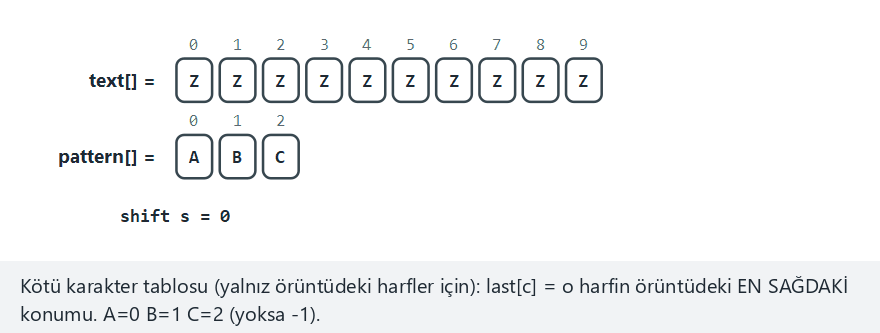 0 1 2 3 4 5 6 7 8 9
text[] = Z Z Z Z Z Z Z Z Z Z
0 1 2
pattern[] = A B C
shift s = 0
Kötü karakter tablosu (yalnız örüntüdeki harfler için): last[c] = o harfin örüntüdeki EN SAĞDAKİ
konumu. A=0 B=1 C=2 (yoksa -1).